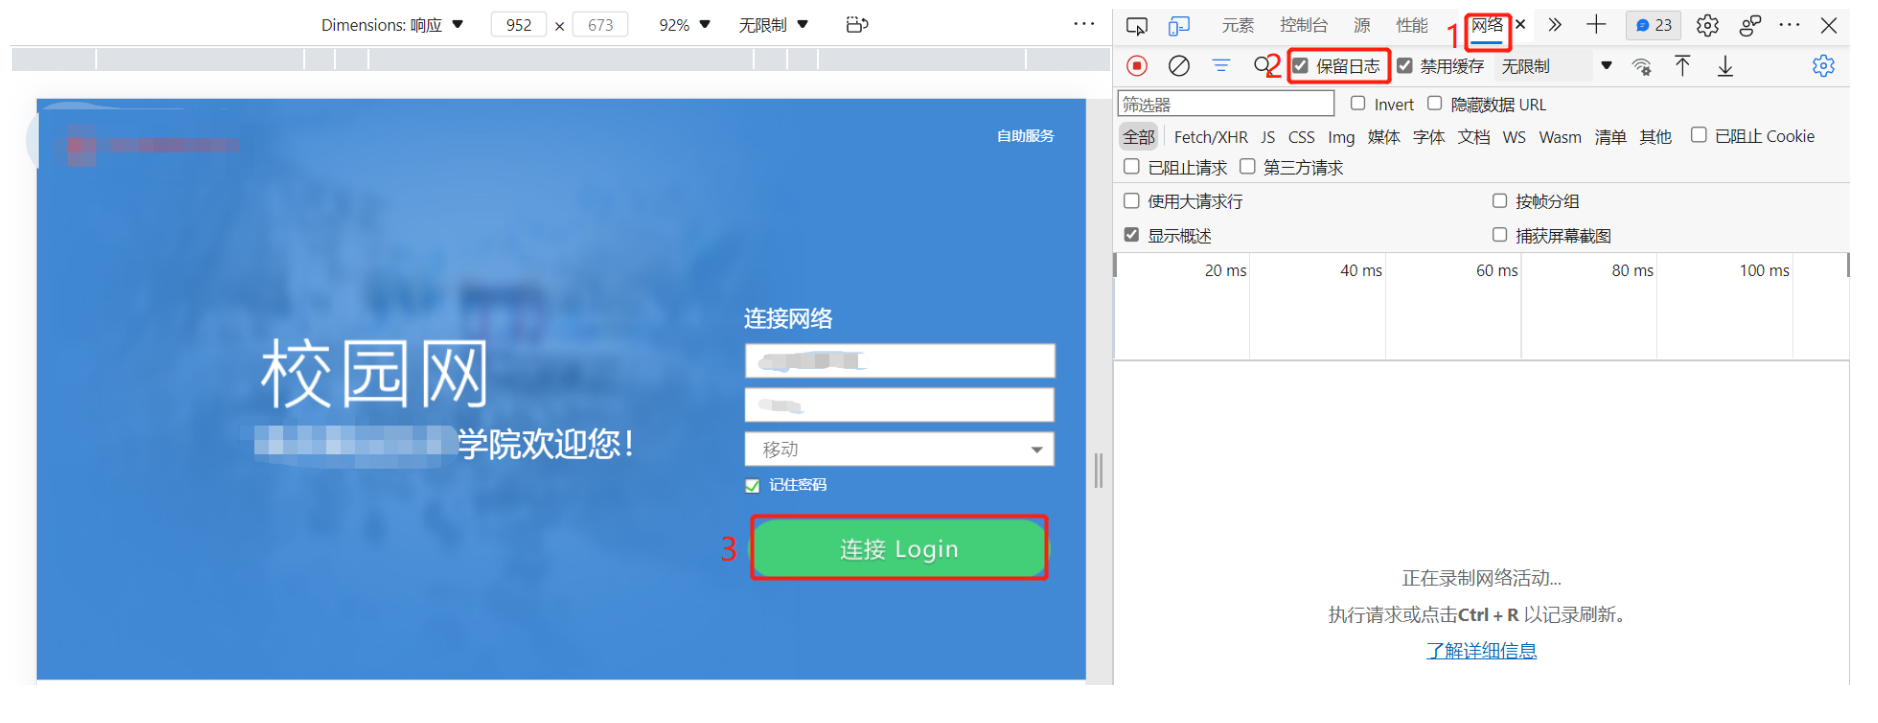 Dimensions: 响应 952 × 673 92% 无限制
自助服务
校园网
学院欢迎您!
连接网络
移动
记住密码
3 连接 Login
元素 控制台 源 性能 1 网络 23
2 保留日志 禁用缓存 无限制
筛选器 Invert 隐藏数据 URL
全部 Fetch/XHR JS CSS Img 媒体 字体 文档 WS Wasm 清单 其他 已阻止 Cookie
已阻止请求 第三方请求
使用大请求行 按帧分组
显示概述 捕获屏幕截图
20 ms 40 ms 60 ms 80 ms 100 ms
正在录制网络活动...
执行请求或点击Ctrl + R 以记录刷新。
了解详细信息